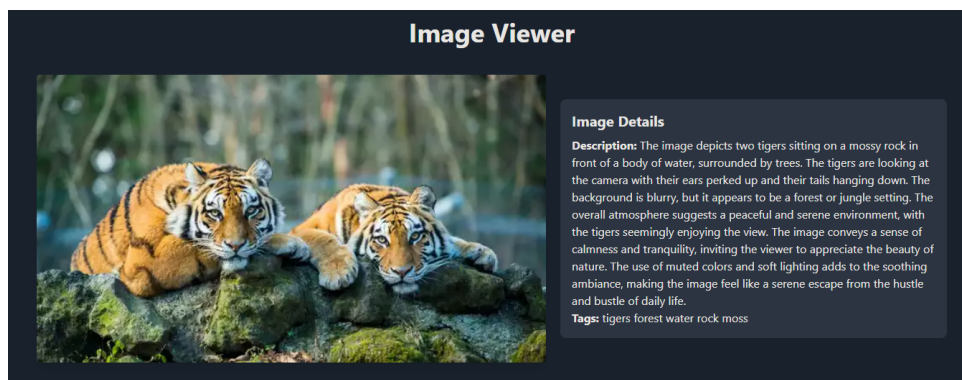 Image Viewer
Image Details
Description: The image depicts two tigers sitting on a mossy rock in
front of a body of water, surrounded by trees. The tigers are looking at
the camera with their ears perked up and their tails hanging down. The
background is blurry, but it appears to be a forest or jungle setting. The
overall atmosphere suggests a peaceful and serene environment, with
the tigers seemingly enjoying the view. The image conveys a sense of
calmness and tranquility, inviting the viewer to appreciate the beauty of
nature. The use of muted colors and soft lighting adds to the soothing
ambiance, making the image feel like a serene escape from the hustle
and bustle of daily life.
Tags: tigers forest water rock moss